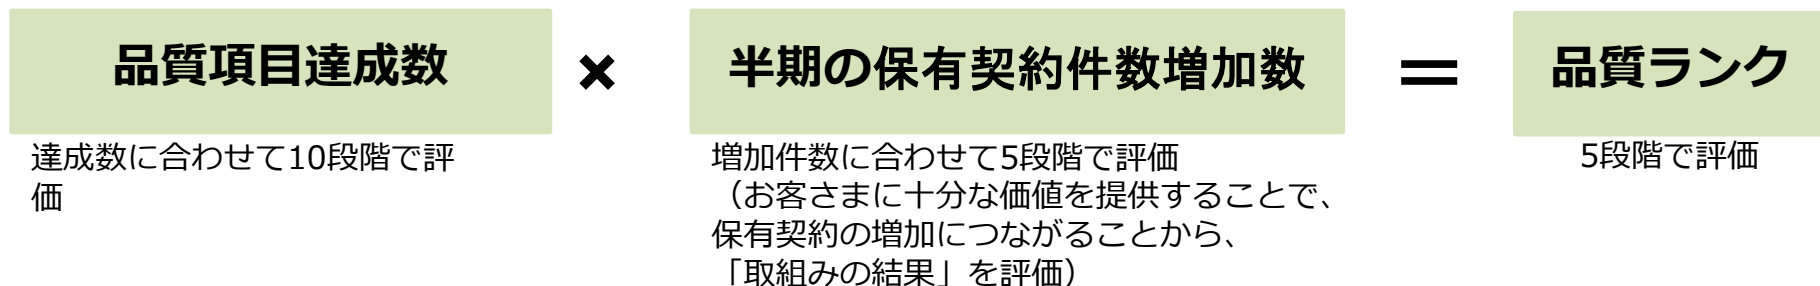 品質項目達成数
×
半期の保有契約件数増加数
＝
品質ランク
達成数に合わせて10段階で評
価
増加件数に合わせて5段階で評価
（お客さまに十分な価値を提供することで、
保有契約の増加につながることから、
「取組みの結果」を評価）
5段階で評価